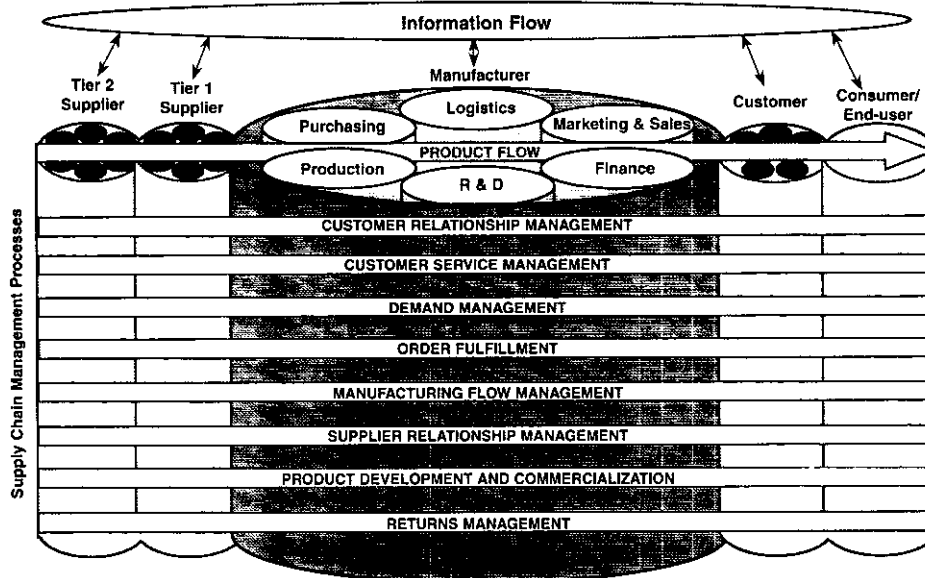 Information Flow
Manufacturer
Tier 2
Supplier
Tier 1
Supplier
Logistics
Customer
Consumer/
End-user
Purchasing
Marketing & Sales
PRODUCT FLOW
Production
Finance
R & D
Supply Chain Management Processes
CUSTOMER RELATIONSHIP MANAGEMENT
CUSTOMER SERVICE MANAGEMENT
DEMAND MANAGEMENT
ORDER FULFILLMENT
MANUFACTURING FLOW MANAGEMENT
SUPPLIER RELATIONSHIP MANAGEMENT
PRODUCT DEVELOPMENT AND COMMERCIALIZATION
RETURNS MANAGEMENT